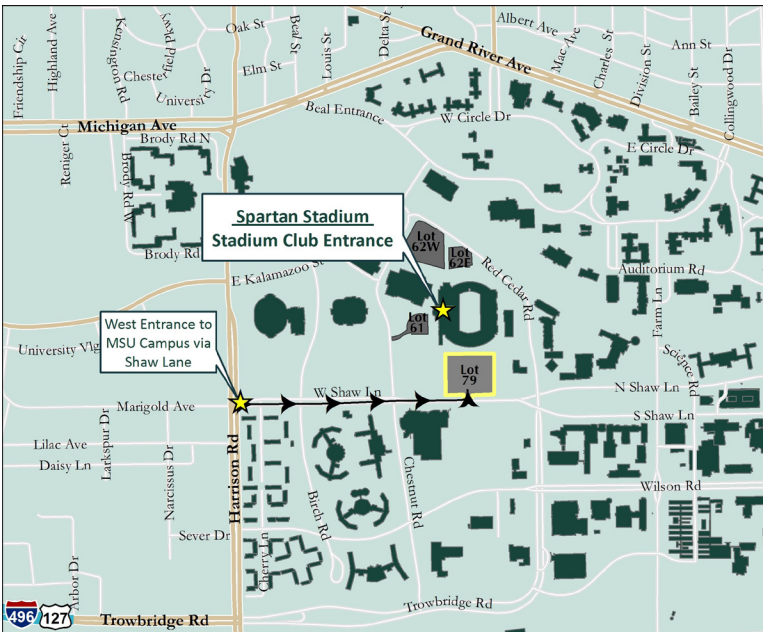 Friendship Cir
Highland Ave
Kensington Rd
Chesterfield Pkwy
University Dr
Oak St
Elm St
Beal St
Louis St
Delta St
Grand River Ave
Albert Ave
Mac Ave
Charles St
Division St
Ann St
Bailey St
Collingwood Dr
Michigan Ave
Beal Entrance
W Circle Dr
E Circle Dr
Reniger Ct
Brody Rd N
Brody Rd W
Brody Rd
Spartan Stadium
Stadium Club Entrance
Lot
62W
Lot
62E
Red Cedar Rd
Auditorium Rd
E Kalamazoo St
Lot
61
Farm Ln
Science Rd
West Entrance to
MSU Campus via
Shaw Lane
University Vlg
Lot
79
W Shaw Ln
N Shaw Ln
S Shaw Ln
Marigold Ave
Lilac Ave
Daisy Ln
Larkspur Dr
Narcissus Dr
Harrison Rd
Birch Rd
Chestnut Rd
Wilson Rd
Sever Dr
Cherry Ln
Arbor Dr
Trowbridge Rd
496
127
Trowbridge Rd